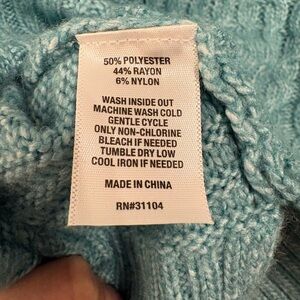 50% POLYESTER
44% RAYON
6% NYLON
WASH INSIDE OUT
MACHINE WASH COLD
GENTLE CYCLE
ONLY NON-CHLORINE
BLEACH IF NEEDED
TUMBLE DRY LOW
COOL IRON IF NEEDED
MADE IN CHINA
RN#31104